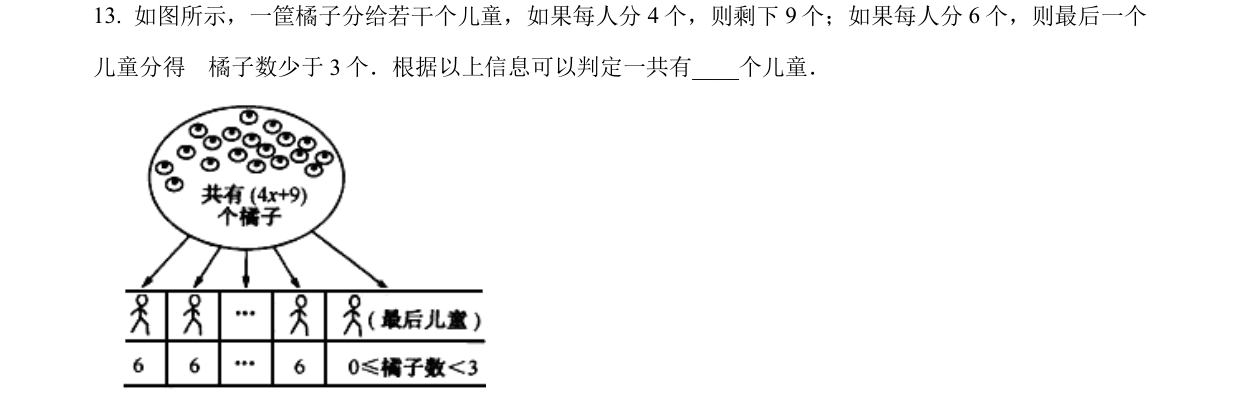 13. 如图所示，一筐橘子分给若干个儿童，如果每人分 4 个，则剩下 9 个；如果每人分 6 个，则最后一个
儿童分得　橘子数少于 3 个．根据以上信息可以判定一共有____个儿童．
共有 (4x+9)
个橘子
… (最后儿童)
6 6 … 6 0≤橘子数＜3